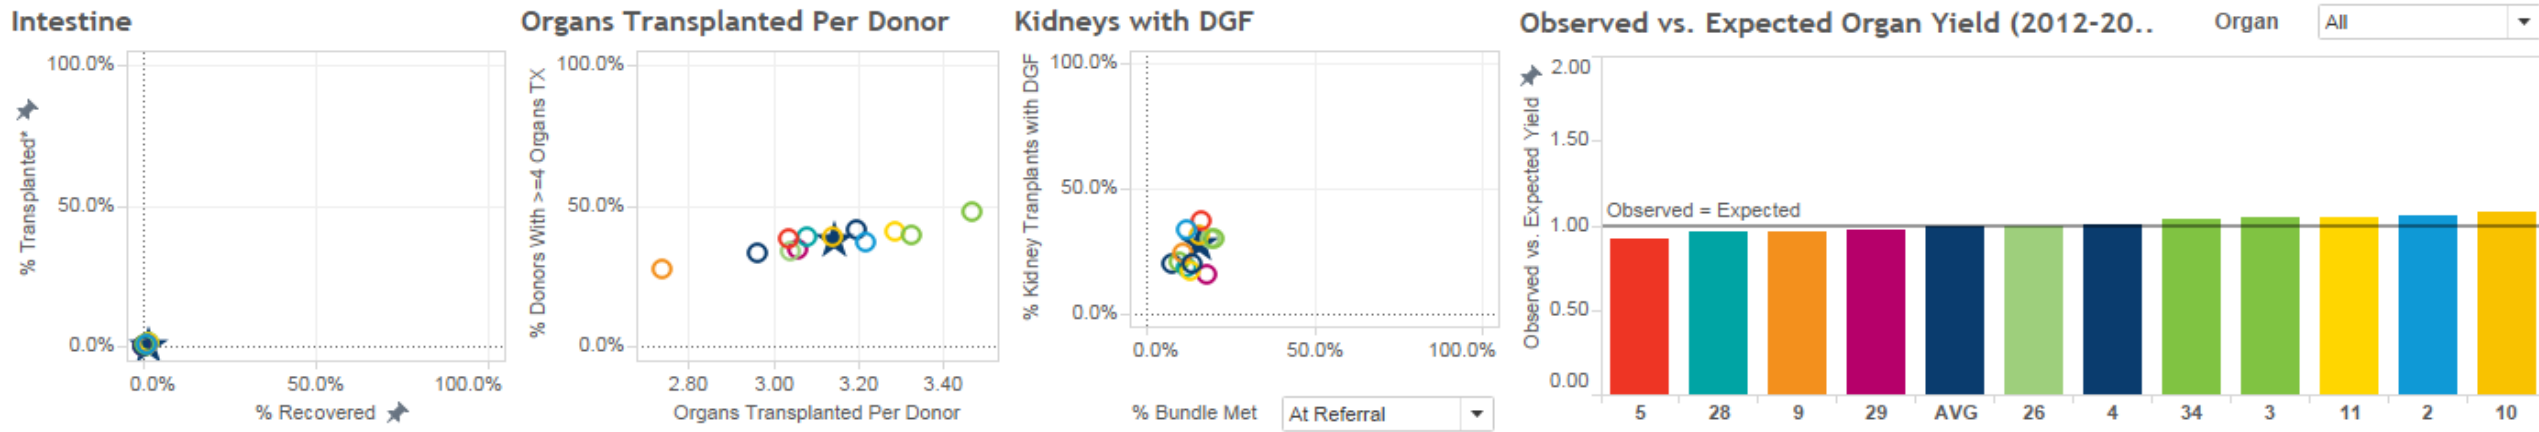 Intestine
% Transplanted*
100.0%
50.0%
0.0%
0.0%
50.0%
100.0%
% Recovered
Organs Transplanted Per Donor
% Donors With >=4 Organs TX
100.0%
50.0%
0.0%
2.80
3.00
3.20
3.40
Organs Transplanted Per Donor
Kidneys with DGF
% Kidney Tranplants with DGF
100.0%
50.0%
0.0%
0.0%
50.0%
100.0%
% Bundle Met
At Referral
Observed vs. Expected Organ Yield (2012-20..
Organ
All
Observed vs. Expected Yield
2.00
1.50
1.00
0.50
0.00
Observed = Expected
5
28
9
29
AVG
26
4
34
3
11
2
10